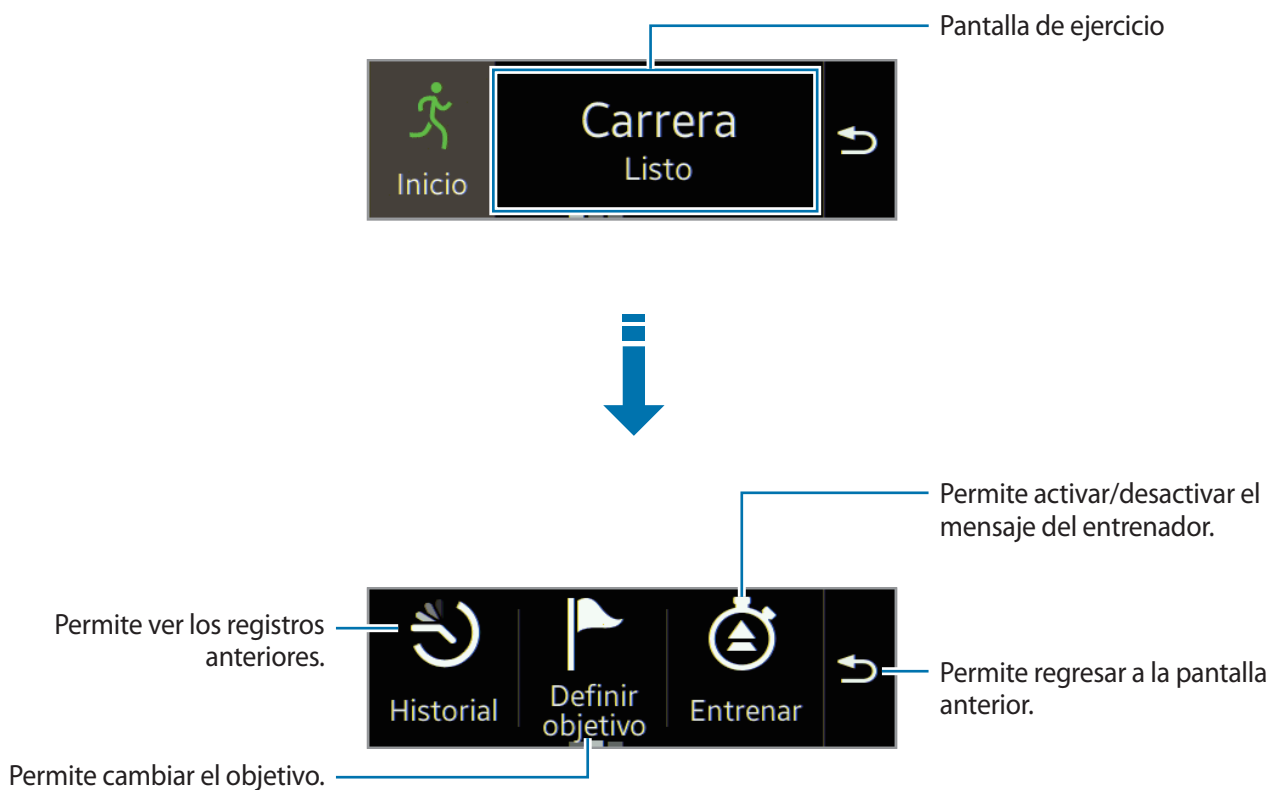 Pantalla de ejercicio
Carrera
Listo
Inicio
Permite activar/desactivar el
mensaje del entrenador.
Permite ver los registros
anteriores.
Historial
Definir
objetivo
Entrenar
Permite regresar a la pantalla
anterior.
Permite cambiar el objetivo.